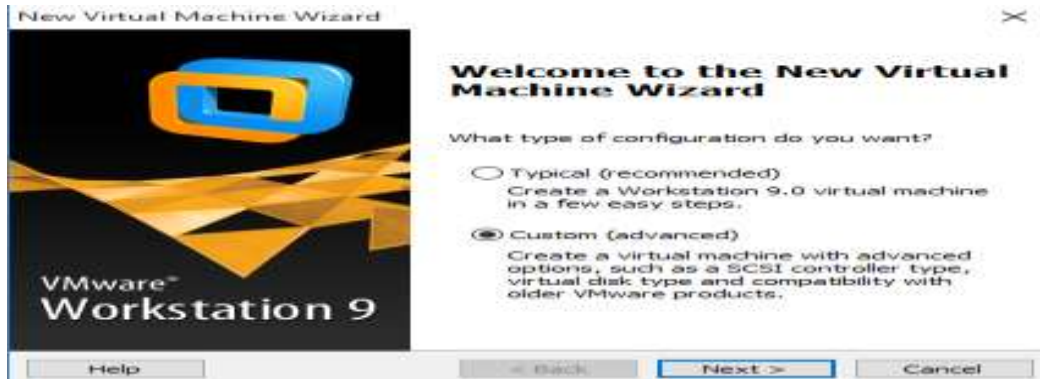 New Virtual Machine Wizard
Welcome to the New Virtual
Machine Wizard
What type of configuration do you want?
Typical (recommended)
Create a Workstation 9.0 virtual machine
in a few easy steps.
Custom (advanced)
Create a virtual machine with advanced
options, such as a SCSI controller type,
virtual disk type and compatibility with
older VMware products.
VMware®
Workstation 9
Help
< Back
Next >
Cancel